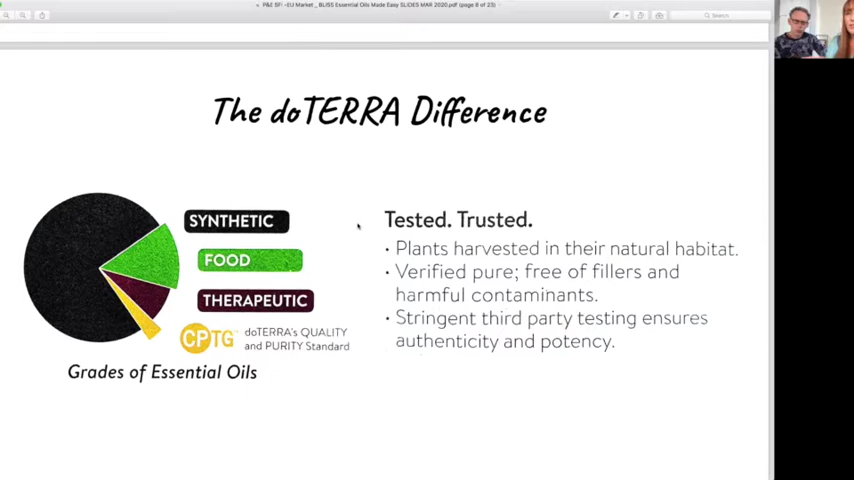 P&E SFI -EU Market _ BLISS Essential Oils Made Easy SLIDES MAR 2020.pdf (page 8 of 23)
Search
The doTERRA Difference
SYNTHETIC
FOOD
THERAPEUTIC
CPTG™ doTERRA's QUALITY
and PURITY Standard
Grades of Essential Oils
Tested. Trusted.
• Plants harvested in their natural habitat.
• Verified pure; free of fillers and
harmful contaminants.
• Stringent third party testing ensures
authenticity and potency.